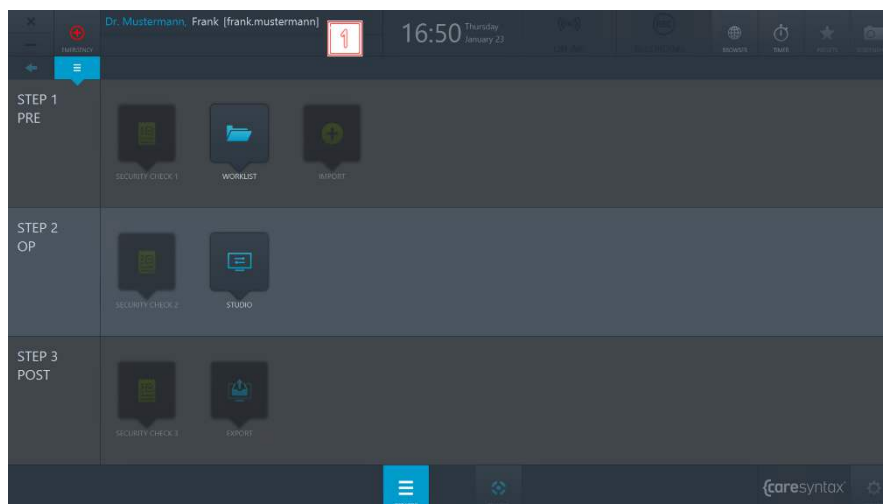 EMERGENCY
Dr. Mustermann, Frank [frank.mustermann]
1
16:50 Thursday
January 23
BROWSER
TIMER
STEP 1
PRE
SECURITY CHECK 1
WORKLIST
IMPORT
STEP 2
OP
SECURITY CHECK 2
STUDIO
STEP 3
POST
SECURITY CHECK 3
EXPORT
{caresyntax